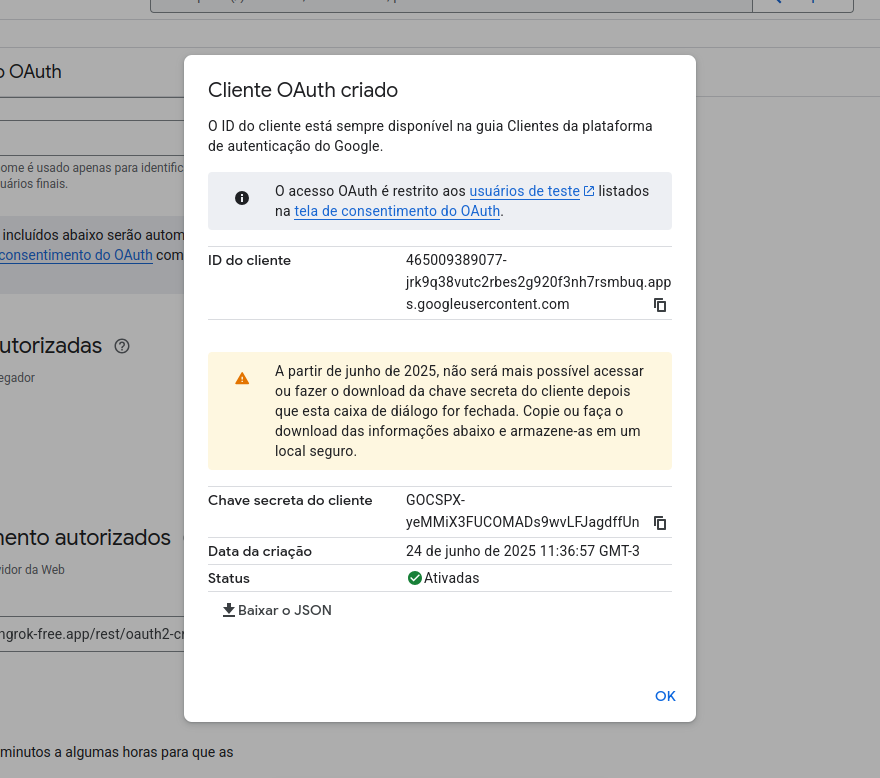 o OAuth
ome é usado apenas para identific
uários finais.
incluídos abaixo serão autom
consentimento do OAuth com
utorizadas
egador
mento autorizados
vidor da Web
ngrok-free.app/rest/oauth2-cr
minutos a algumas horas para que as
Cliente OAuth criado
O ID do cliente está sempre disponível na guia Clientes da plataforma
de autenticação do Google.
O acesso OAuth é restrito aos usuários de teste listados
na tela de consentimento do OAuth.
ID do cliente
465009389077-
jrk9q38vutc2rbes2g920f3nh7rsmbuq.app
s.googleusercontent.com
A partir de junho de 2025, não será mais possível acessar
ou fazer o download da chave secreta do cliente depois
que esta caixa de diálogo for fechada. Copie ou faça o
download das informações abaixo e armazene-as em um
local seguro.
Chave secreta do cliente
GOCSPX-
yeMMiX3FUCOMADs9wvLFJagdffUn
Data da criação
24 de junho de 2025 11:36:57 GMT-3
Status
Ativadas
Baixar o JSON
OK